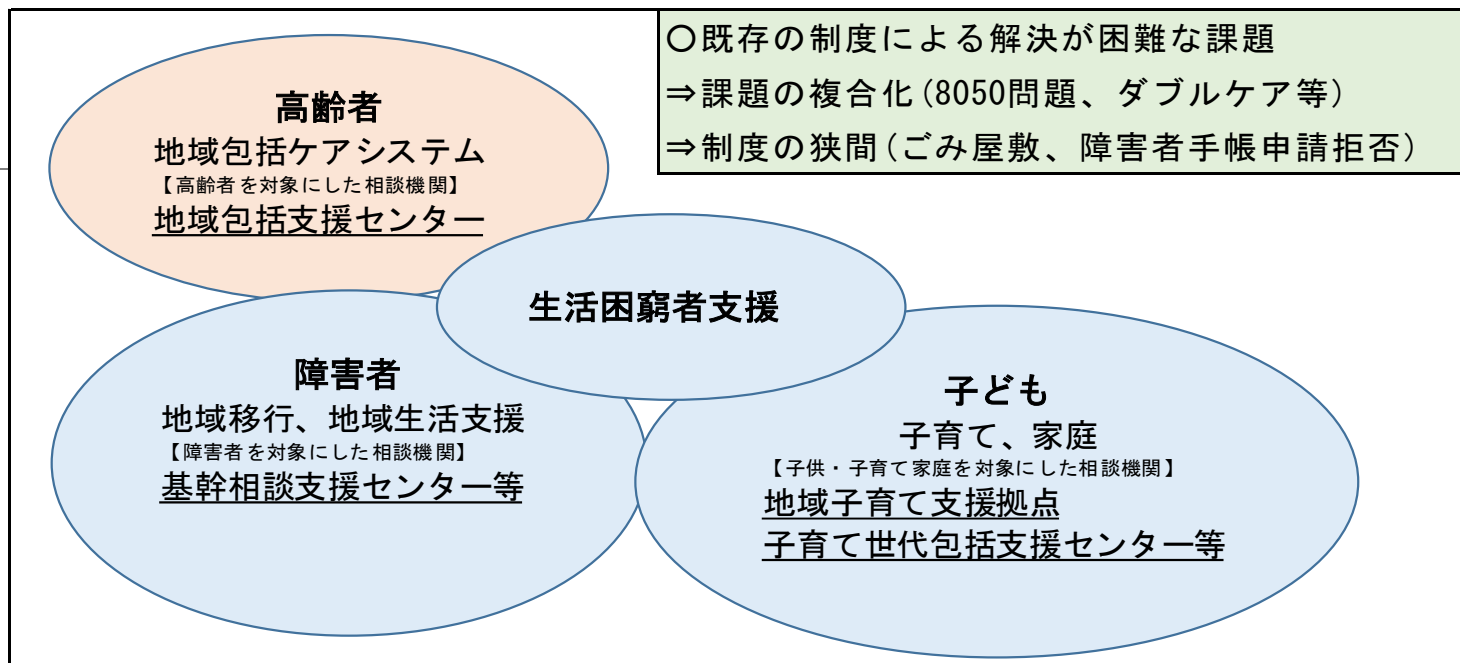 〇既存の制度による解決が困難な課題
⇒課題の複合化(8050問題、ダブルケア等)
⇒制度の狭間(ごみ屋敷、障害者手帳申請拒否)
高齢者
地域包括ケアシステム
【高齢者を対象にした相談機関】
地域包括支援センター
生活困窮者支援
障害者
地域移行、地域生活支援
【障害者を対象にした相談機関】
基幹相談支援センター等
子ども
子育て、家庭
【子供・子育て家庭を対象にした相談機関】
地域子育て支援拠点
子育て世代包括支援センター等